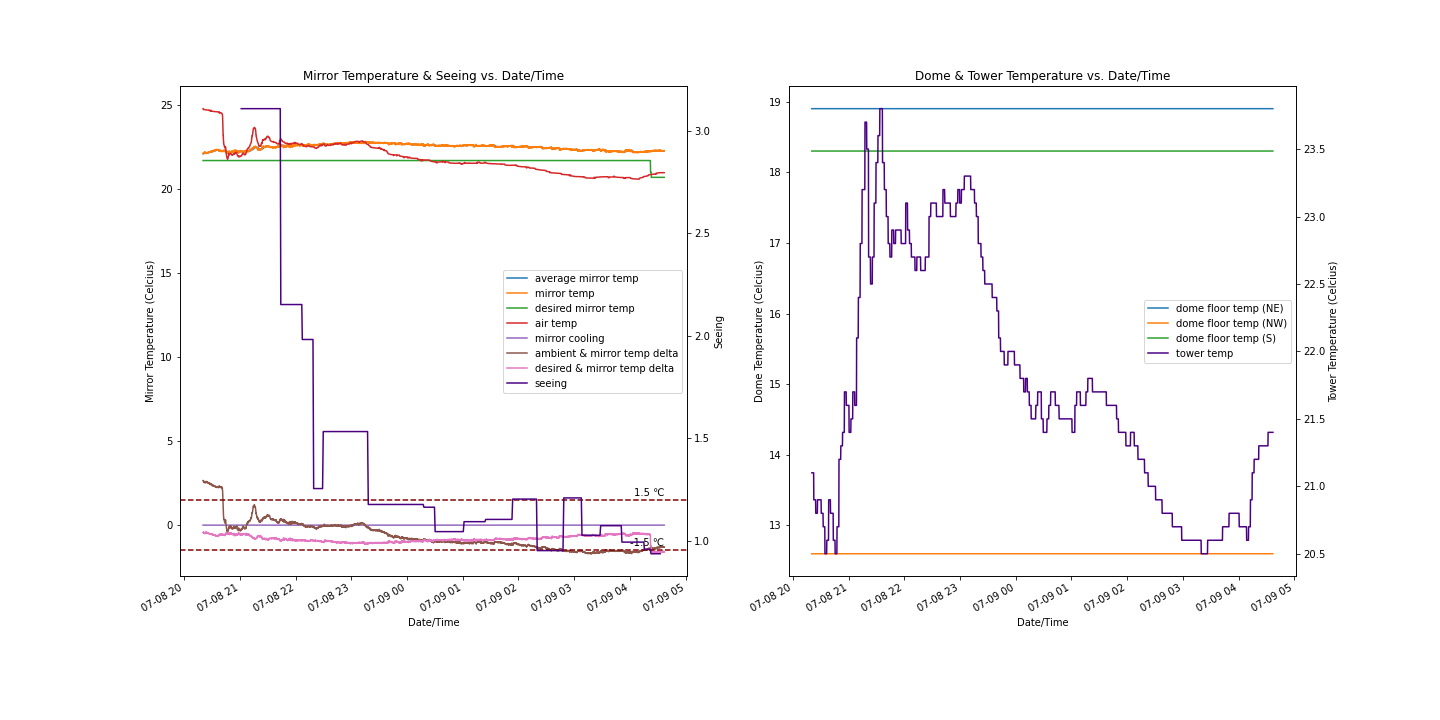 Mirror Temperature & Seeing vs. Date/Time
Mirror Temperature (Celcius)
25
20
15
10
5
0
3.0
2.5
2.0
1.5
1.0
Seeing
average mirror temp
mirror temp
desired mirror temp
air temp
mirror cooling
ambient & mirror temp delta
desired & mirror temp delta
seeing
1.5 °C
-1.5 °C
07-08 20
07-08 21
07-08 22
07-08 23
07-09 00
07-09 01
07-09 02
07-09 03
07-09 04
07-09 05
Date/Time
Dome & Tower Temperature vs. Date/Time
Dome Temperature (Celcius)
19
18
17
16
15
14
13
23.5
23.0
22.5
22.0
21.5
21.0
20.5
Tower Temperature (Celcius)
dome floor temp (NE)
dome floor temp (NW)
dome floor temp (S)
tower temp
07-08 20
07-08 21
07-08 22
07-08 23
07-09 00
07-09 01
07-09 02
07-09 03
07-09 04
07-09 05
Date/Time